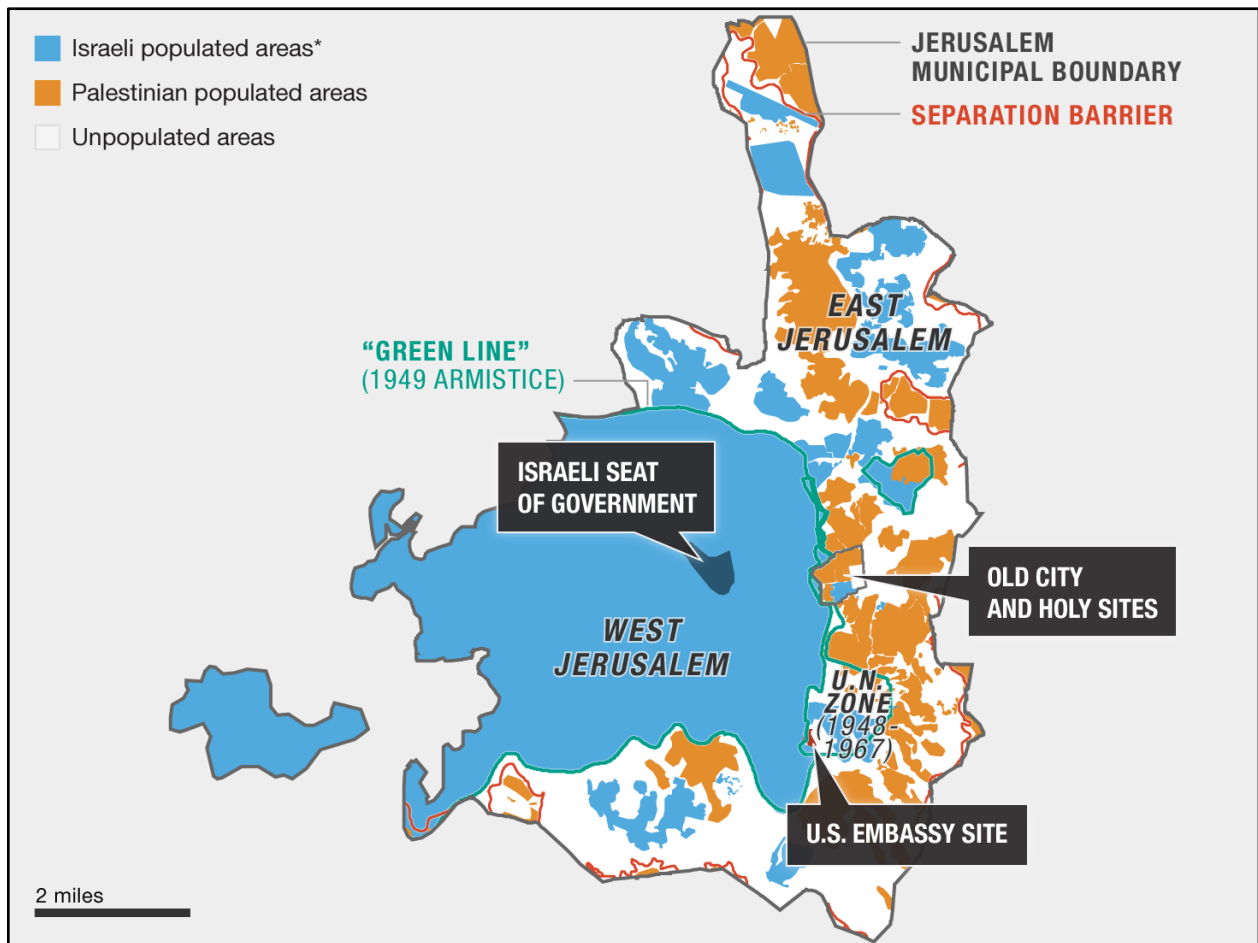 Israeli populated areas*
Palestinian populated areas
Unpopulated areas
JERUSALEM
MUNICIPAL BOUNDARY
SEPARATION BARRIER
EAST
JERUSALEM
“GREEN LINE”
(1949 ARMISTICE)
ISRAELI SEAT
OF GOVERNMENT
OLD CITY
AND HOLY SITES
WEST
JERUSALEM
U.N.
ZONE
(1948-
1967)
U.S. EMBASSY SITE
2 miles